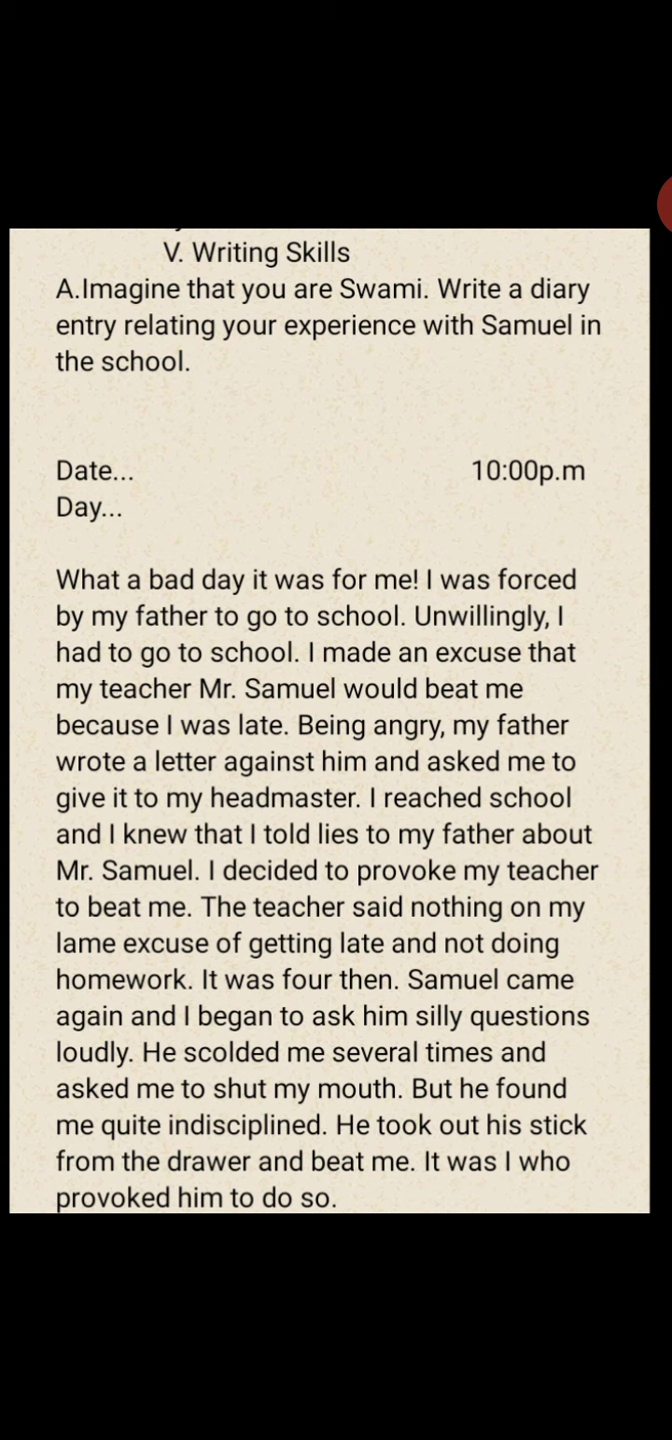 V. Writing Skills
A.Imagine that you are Swami. Write a diary
entry relating your experience with Samuel in
the school.
Date... 10:00p.m
Day...
What a bad day it was for me! I was forced
by my father to go to school. Unwillingly, I
had to go to school. I made an excuse that
my teacher Mr. Samuel would beat me
because I was late. Being angry, my father
wrote a letter against him and asked me to
give it to my headmaster. I reached school
and I knew that I told lies to my father about
Mr. Samuel. I decided to provoke my teacher
to beat me. The teacher said nothing on my
lame excuse of getting late and not doing
homework. It was four then. Samuel came
again and I began to ask him silly questions
loudly. He scolded me several times and
asked me to shut my mouth. But he found
me quite indisciplined. He took out his stick
from the drawer and beat me. It was I who
provoked him to do so.